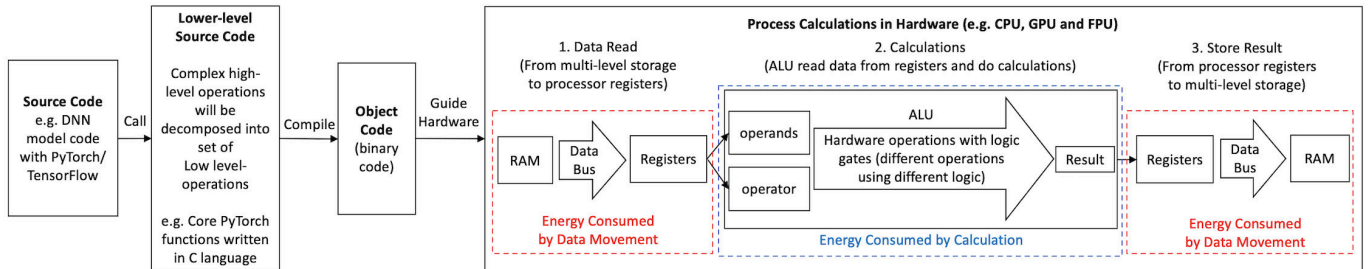 Source Code
e.g. DNN
model code
with PyTorch/
TensorFlow
Call
Lower-level
Source Code
Complex high-
level operations
will be
decomposed into
set of
Low level-
operations
e.g. Core PyTorch
functions written
in C language
Compile
Object
Code
(binary
code)
Guide
Hardware
Process Calculations in Hardware (e.g. CPU, GPU and FPU)
1. Data Read
(From multi-level storage
to processor registers)
RAM
Data
Bus
Registers
Energy Consumed
by Data Movement
2. Calculations
(ALU read data from registers and do calculations)
operands
operator
ALU
Hardware operations with logic
gates (different operations
using different logic)
Result
Energy Consumed by Calculation
3. Store Result
(From processor registers
to multi-level storage)
Registers
Data
Bus
RAM
Energy Consumed
by Data Movement